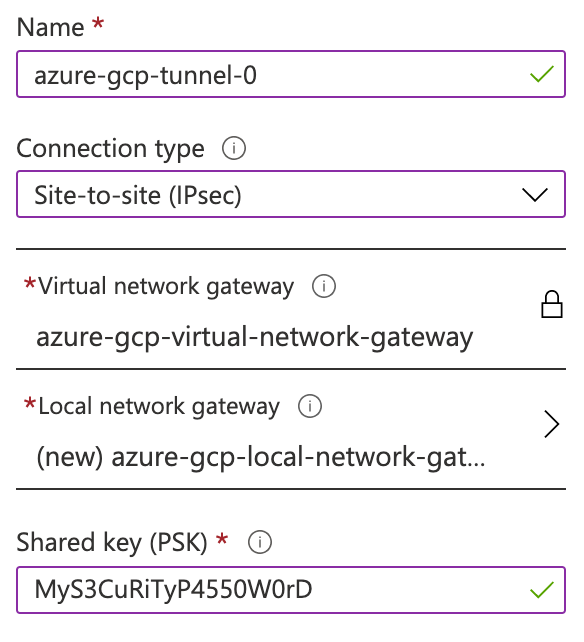 Name *
azure-gcp-tunnel-0
Connection type
Site-to-site (IPsec)
*Virtual network gateway
azure-gcp-virtual-network-gateway
*Local network gateway
(new) azure-gcp-local-network-gat...
Shared key (PSK) *
MyS3CuRiTyP4550W0rD